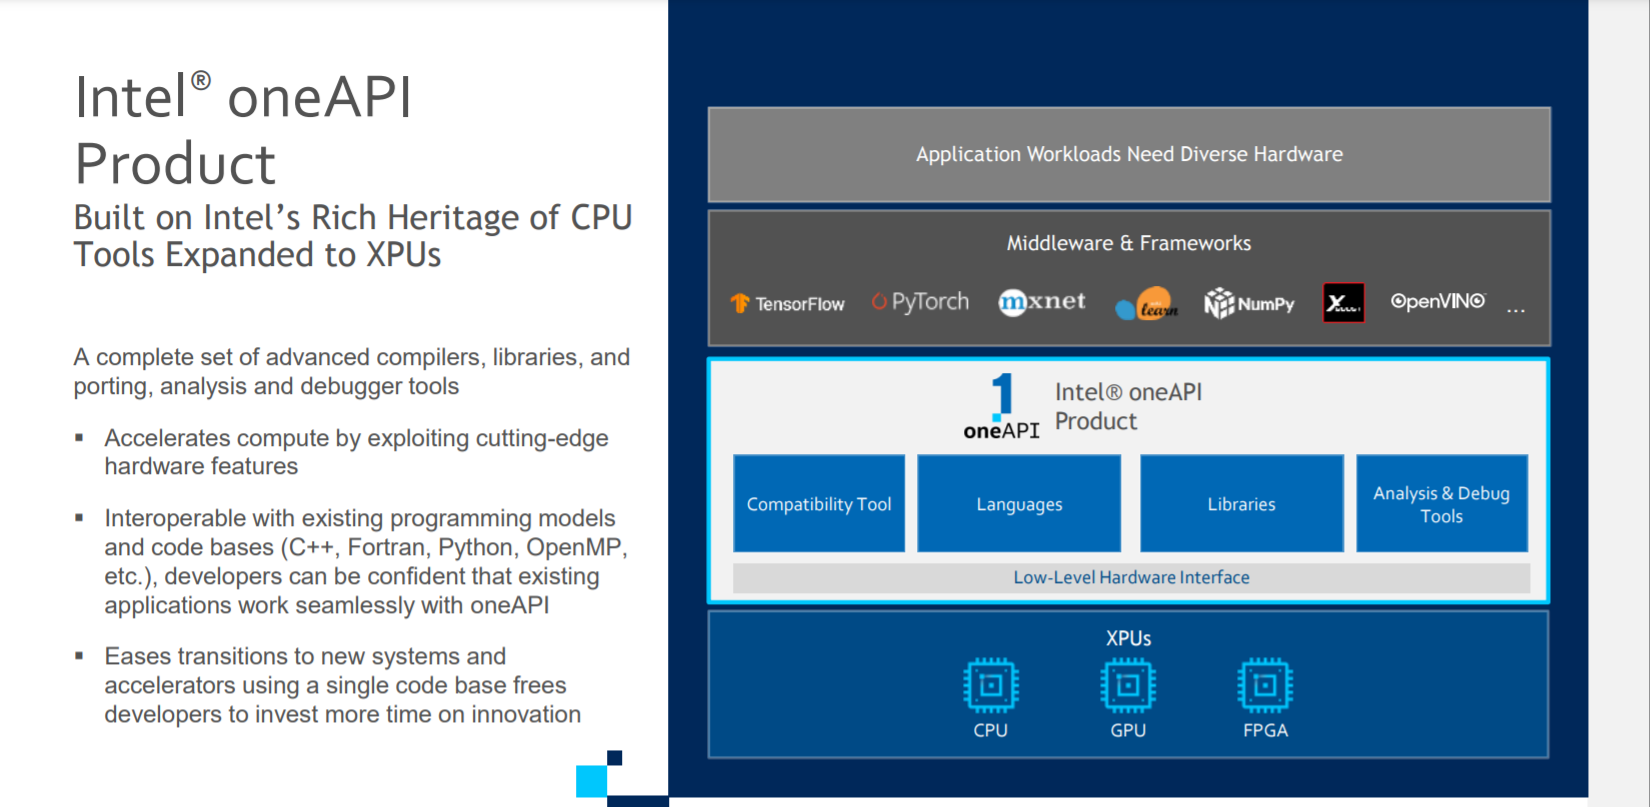 Intel® oneAPI
Product
Built on Intel’s Rich Heritage of CPU
Tools Expanded to XPUs
A complete set of advanced compilers, libraries, and
porting, analysis and debugger tools
▪ Accelerates compute by exploiting cutting-edge
hardware features
▪ Interoperable with existing programming models
and code bases (C++, Fortran, Python, OpenMP,
etc.), developers can be confident that existing
applications work seamlessly with oneAPI
▪ Eases transitions to new systems and
accelerators using a single code base frees
developers to invest more time on innovation
Application Workloads Need Diverse Hardware
Middleware & Frameworks
TensorFlow PyTorch mxnet learn NumPy OpenVINO ...
1
oneAPI
Intel® oneAPI
Product
Compatibility Tool
Languages
Libraries
Analysis & Debug
Tools
Low-Level Hardware Interface
XPUs
CPU GPU FPGA